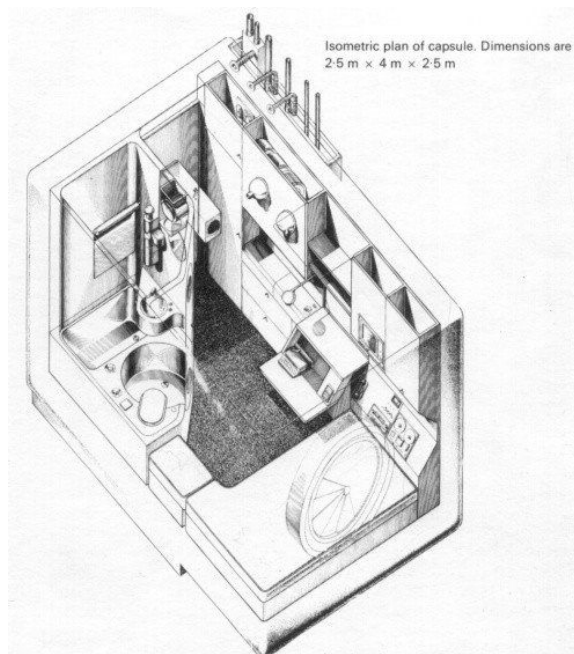 Isometric plan of capsule. Dimensions are
2·5 m × 4 m × 2·5 m